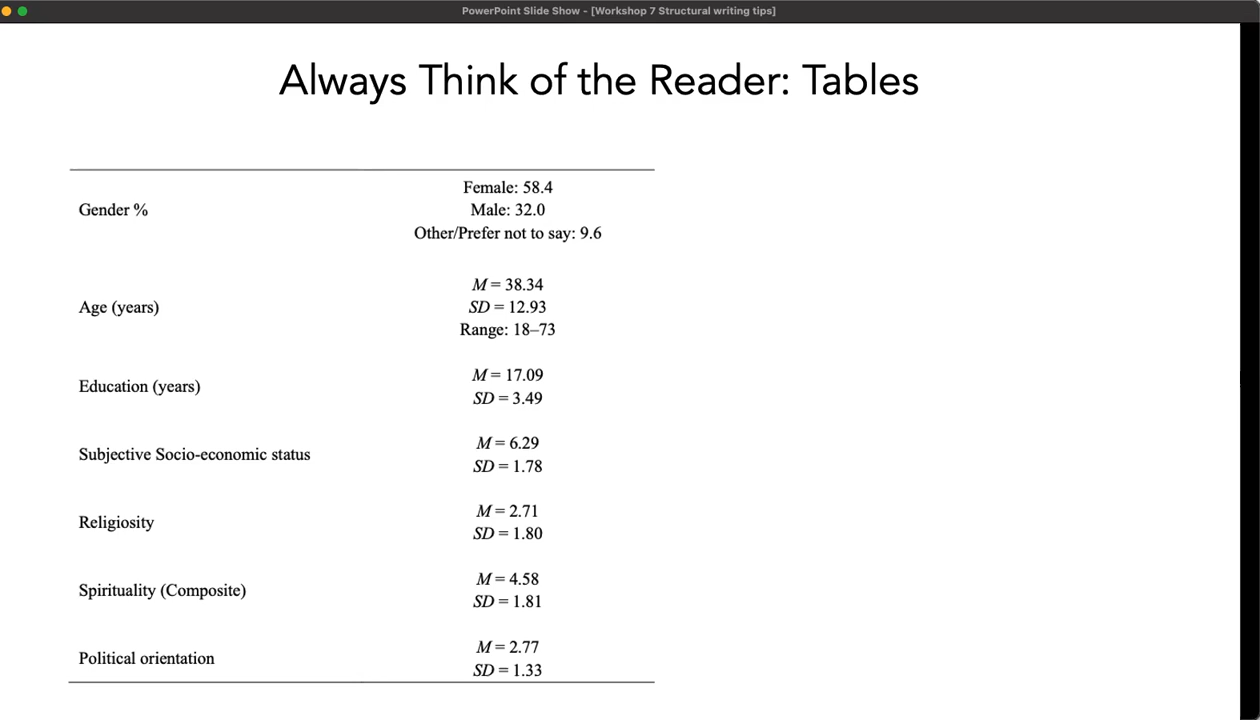 PowerPoint Slide Show - [Workshop 7 Structural writing tips]
Always Think of the Reader: Tables
Gender %
Female: 58.4
Male: 32.0
Other/Prefer not to say: 9.6
Age (years)
M = 38.34
SD = 12.93
Range: 18–73
Education (years)
M = 17.09
SD = 3.49
Subjective Socio-economic status
M = 6.29
SD = 1.78
Religiosity
M = 2.71
SD = 1.80
Spirituality (Composite)
M = 4.58
SD = 1.81
Political orientation
M = 2.77
SD = 1.33